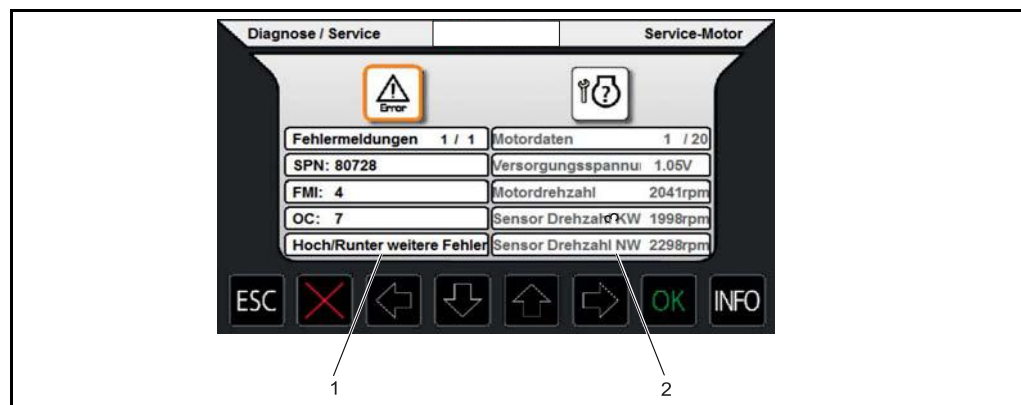 Diagnose / Service
Service-Motor
Error
?
Fehlermeldungen 1 / 1
SPN: 80728
FMI: 4
OC: 7
Hoch/Runter weitere Fehler
Motordaten 1 / 20
Versorgungsspannu 1.05V
Motordrehzahl 2041rpm
Sensor Drehzahl KW 1998rpm
Sensor Drehzahl NW 2298rpm
ESC
OK
INFO
1
2